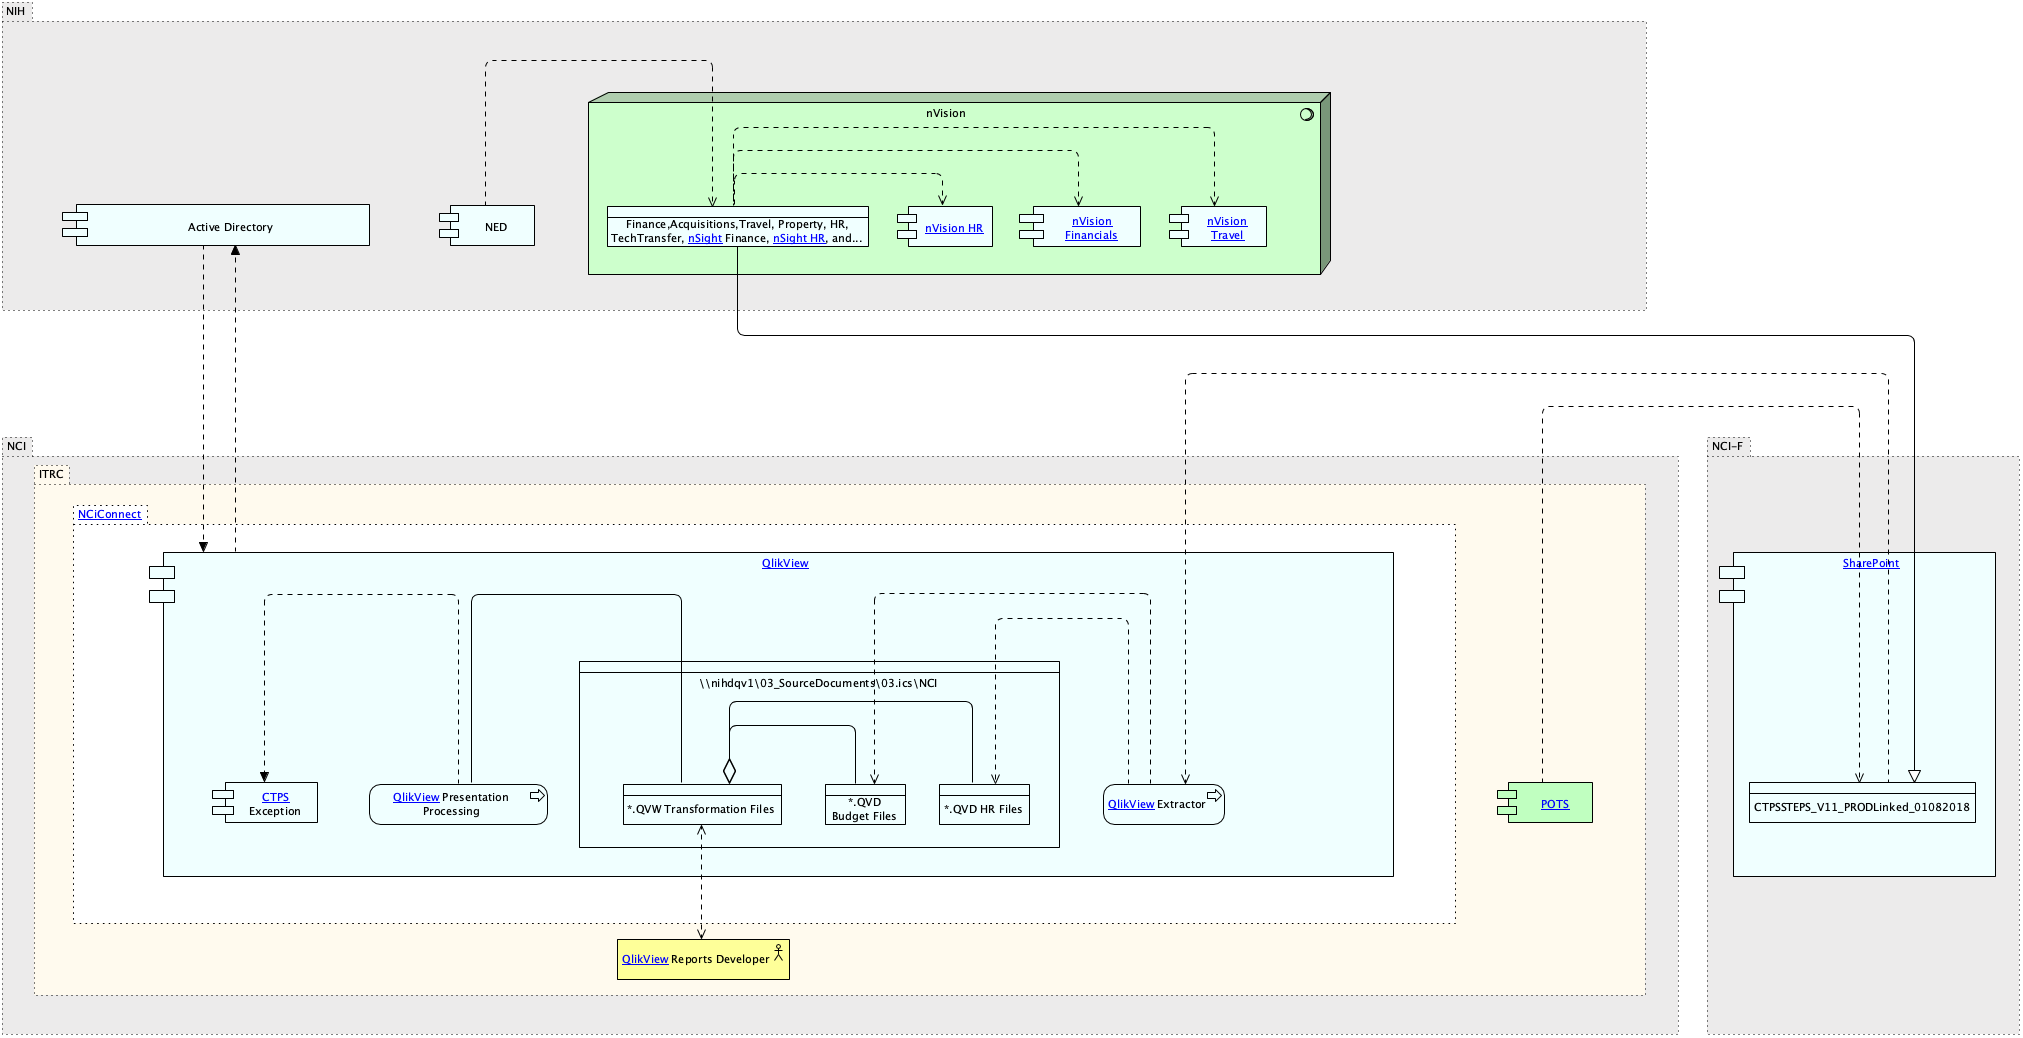 NIH
nVision
Active Directory
NED
Finance,Acquisitions,Travel, Property, HR,
TechTransfer, nSight Finance, nSight HR, and...
nVision HR
nVision
Financials
nVision
Travel
NCI
NCI-F
ITRC
NCiConnect
QlikView
SharePoint
\\nihdqv1\03_SourceDocuments\03.ics\NCI
CTPS
Exception
QlikView Presentation
Processing
*.QVW Transformation Files
*.QVD
Budget Files
*.QVD HR Files
QlikView Extractor
POTS
CTPSSTEPS_V11_PRODLinked_01082018
QlikView Reports Developer